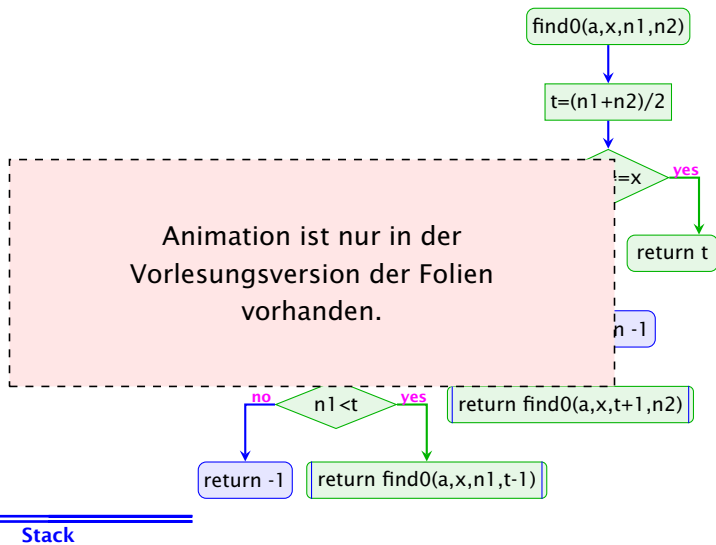 find0(a,x,n1,n2)
t=(n1+n2)/2
=x
yes
return t
Animation ist nur in der
Vorlesungsversion der Folien
vorhanden.
-1
no
n1<t
yes
return find0(a,x,t+1,n2)
return -1
return find0(a,x,n1,t-1)
Stack